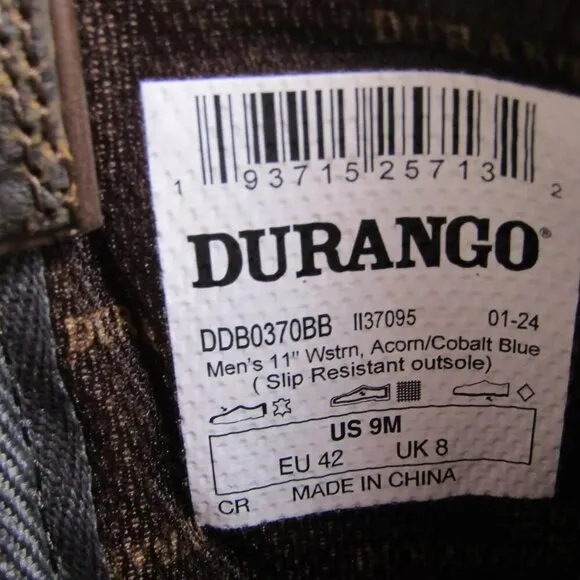 DURANGO
1 93715 25713 2
DURANGO®
DDB0370BB II37095 01-24
Men's 11" Wstrn, Acorn/Cobalt Blue
( Slip Resistant outsole)
US 9M
EU 42 UK 8
CR MADE IN CHINA